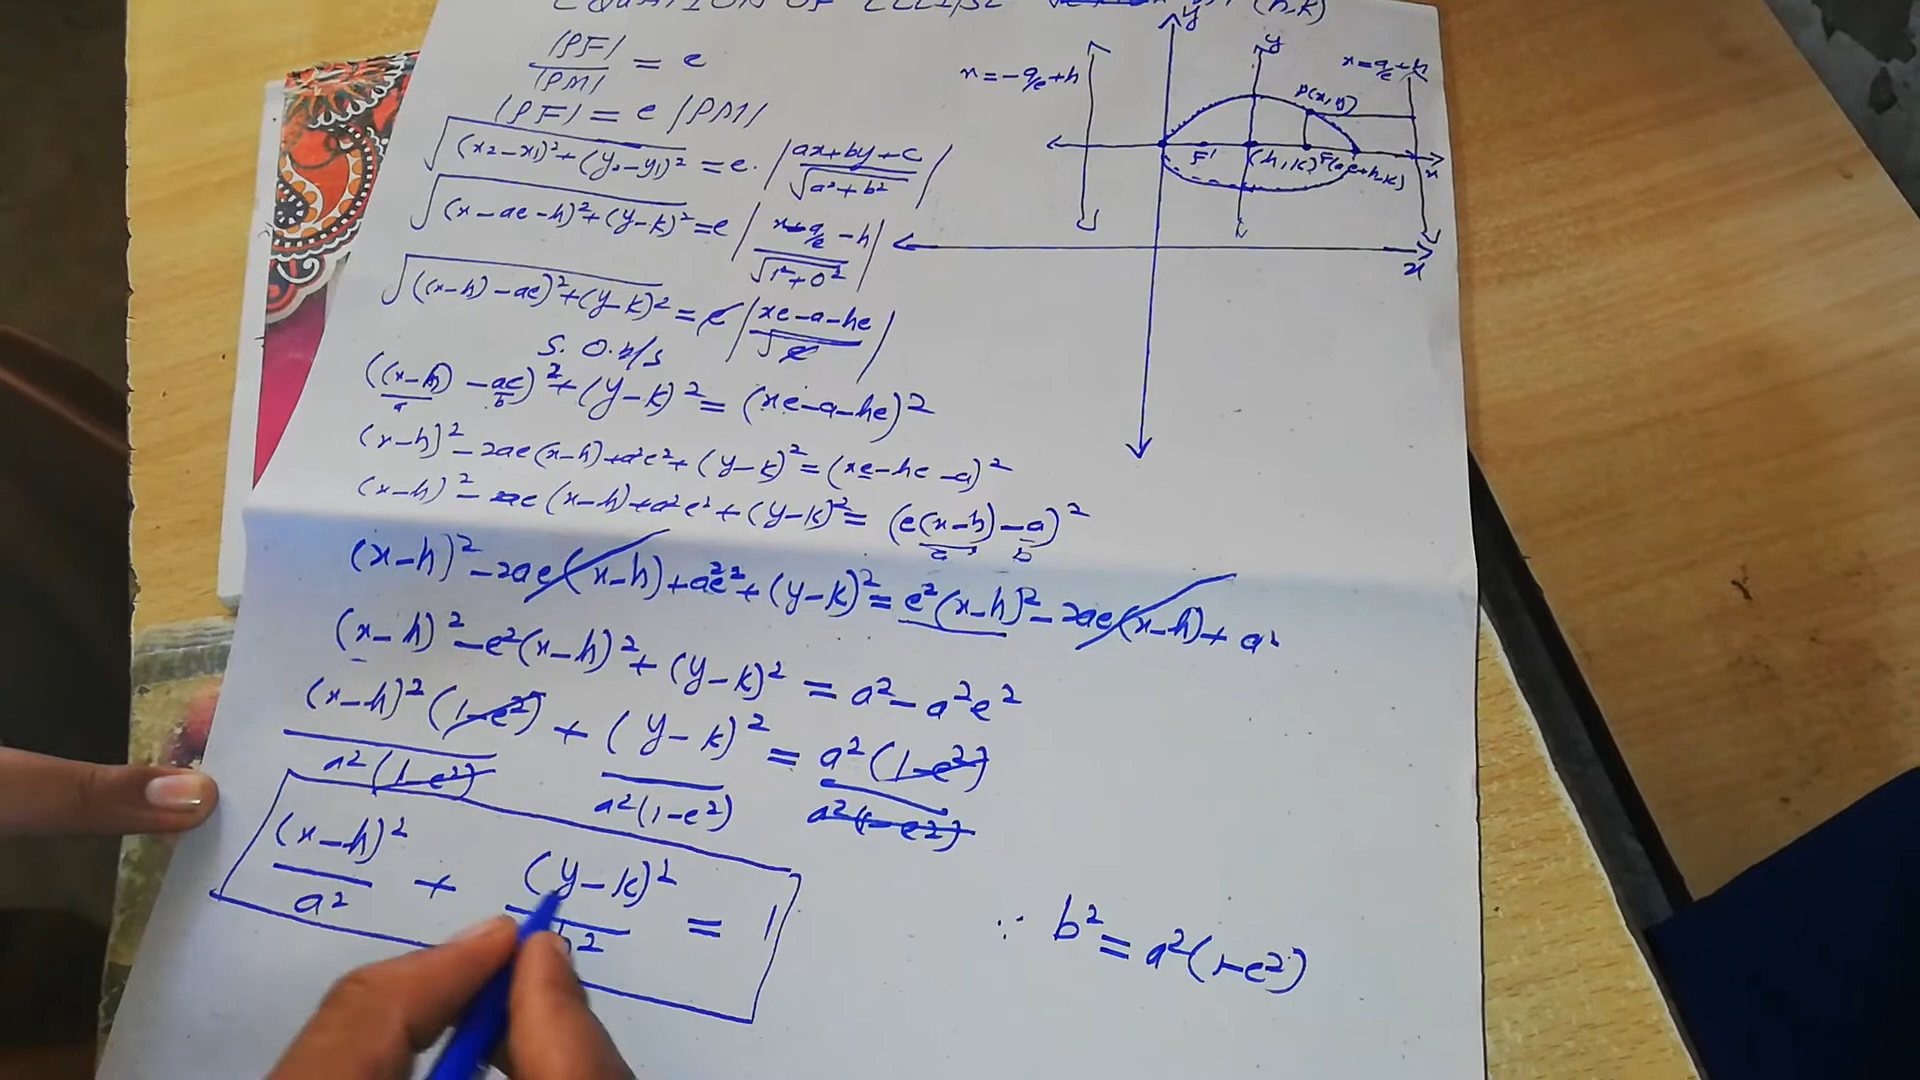 EQUATION OF ELLIPSE (h,k)
|PF| / |PM| = e
|PF| = e |PM|
√((x2-x1)²+(y2-y1)²) = e. |ax+by+c / √(a²+b²)|
√((x-ae-h)²+(y-k)²) = e |x-a/e-h / √(1²+0²)|
√(((x-h)-ae)²+(y-k)²) = e |xe-a-he / √e|
S. O. b/s
((x-h)-ae)²+(y-k)² = (xe-a-he)²
a b
(x-h)²-2ae(x-h)+a²e²+(y-k)² = (xe-he-a)²
(x-h)²-ae(x-h)+a²e²+(y-k)² = (e(x-h)-a)²
a b
(x-h)²-2ae(x-h)+a²e²+(y-k)² = e²(x-h)²-2ae(x-h)+a²
(x-h)²-e²(x-h)²+(y-k)² = a²-a²e²
(x-h)²(1-e²) / a²(1-e²) + (y-k)² / a²(1-e²) = a²(1-e²) / a²(1-e²)
(x-h)² / a² + (y-k)² / b² = 1
∵ b² = a²(1-e²)
y
y
x=-a/e+h
x=a/e+h
P(x,y)
F' (h,k) F(ae+h,k)
x
x